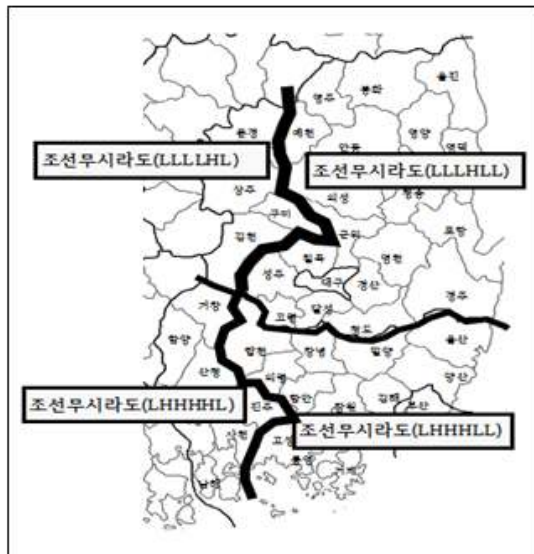 울진
봉화
영주
예천
문경
안동
영양
영덕
조선무시라도(LLLLHL)
조선무시라도(LLLHLL)
청송
상주
의성
구미
군위
김천
포항
칠곡
영천
성주
대구
경산
경주
거창
고령
달성
청도
함양
합천
창녕
밀양
울산
산청
의령
양산
조선무시라도(LHHHHL)
진주
함안
창원
김해
부산
조선무시라도(LHHHLL)
사천
고성
통영
남해